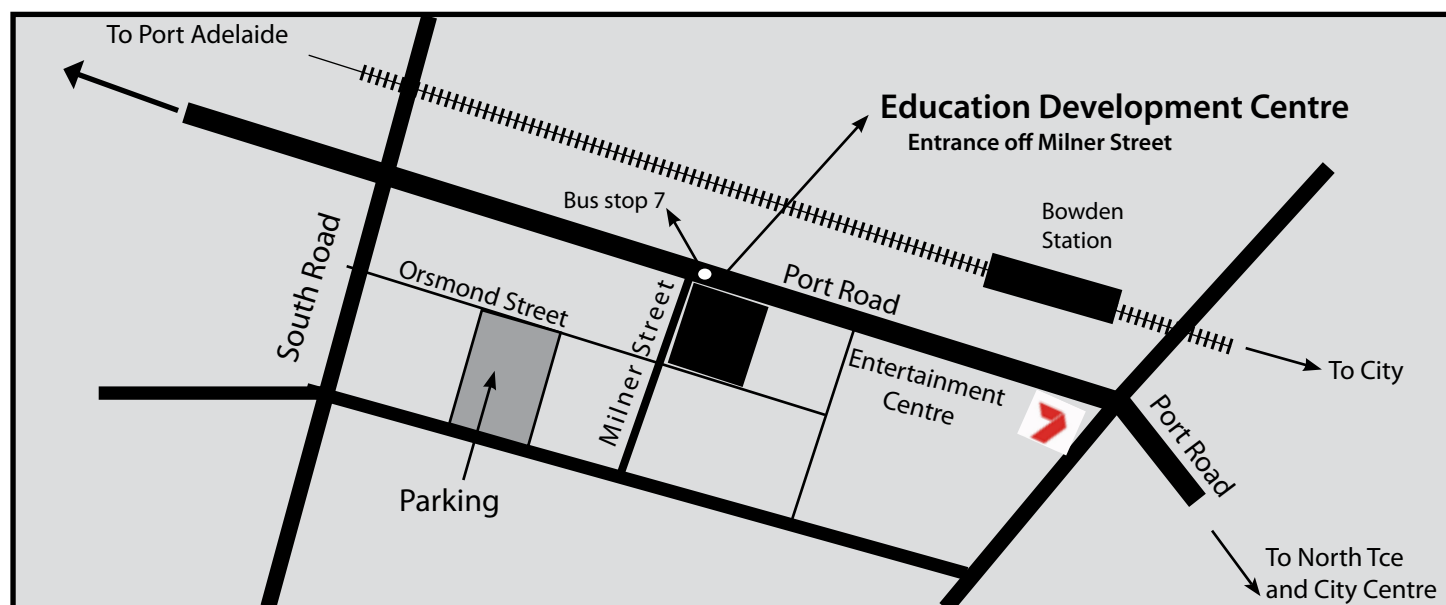 To Port Adelaide
Education Development Centre
Entrance off Milner Street
Bus stop 7
Bowden
Station
South Road
Orsmond Street
Milner Street
Port Road
Entertainment
Centre
7
To City
Port Road
Parking
To North Tce
and City Centre